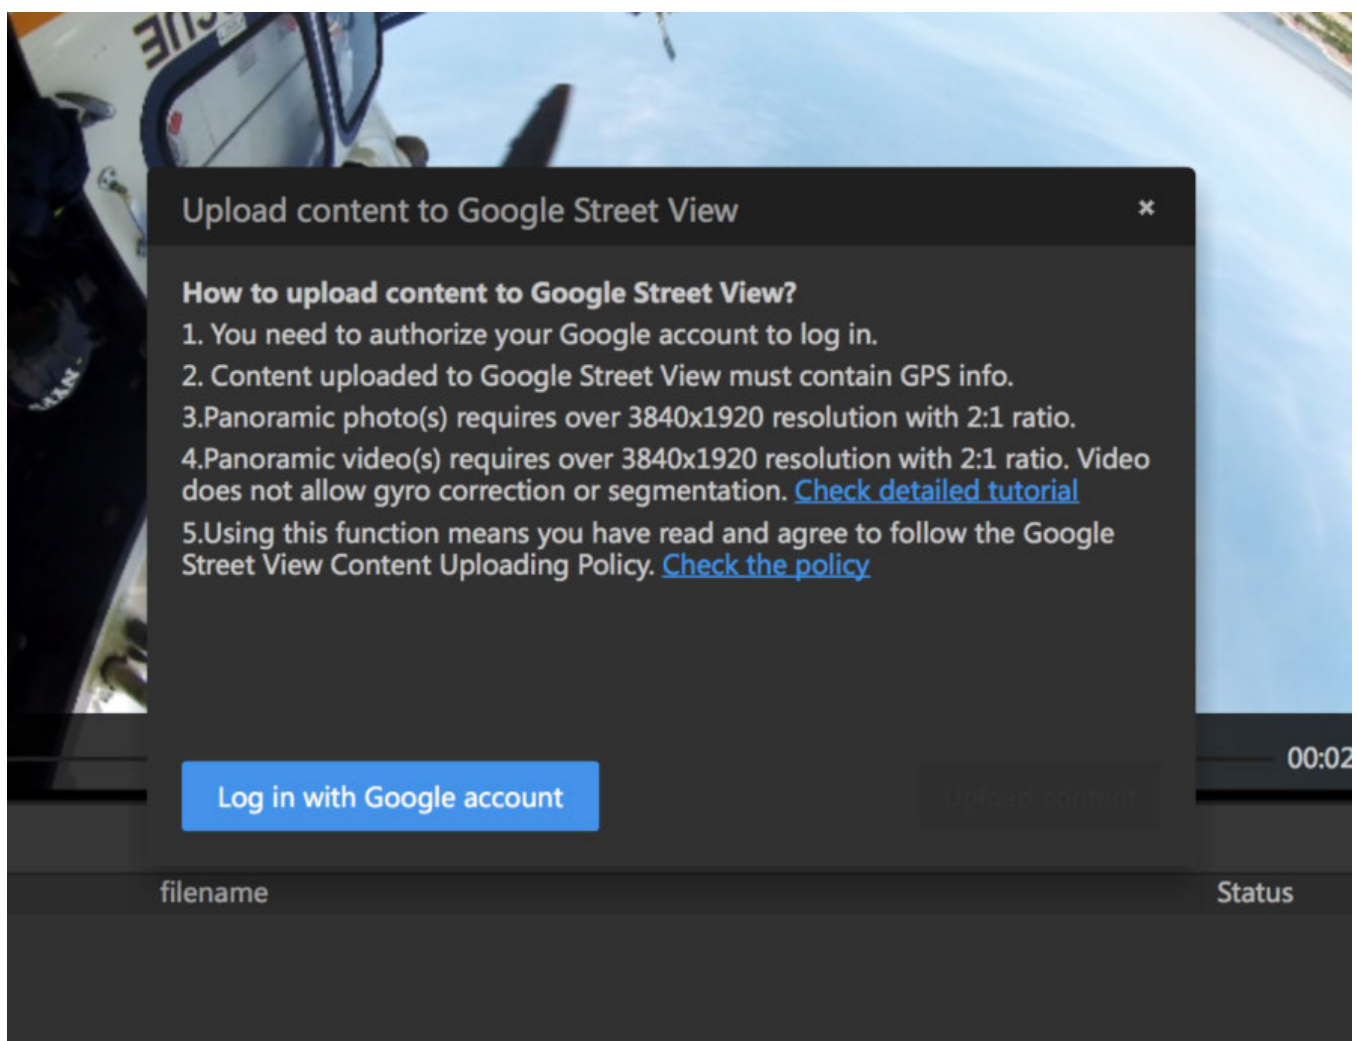 Upload content to Google Street View
How to upload content to Google Street View?
1. You need to authorize your Google account to log in.
2. Content uploaded to Google Street View must contain GPS info.
3.Panoramic photo(s) requires over 3840x1920 resolution with 2:1 ratio.
4.Panoramic video(s) requires over 3840x1920 resolution with 2:1 ratio. Video
does not allow gyro correction or segmentation. Check detailed tutorial
5.Using this function means you have read and agree to follow the Google
Street View Content Uploading Policy. Check the policy
00:02
Log in with Google account
Upload content
filename
Status